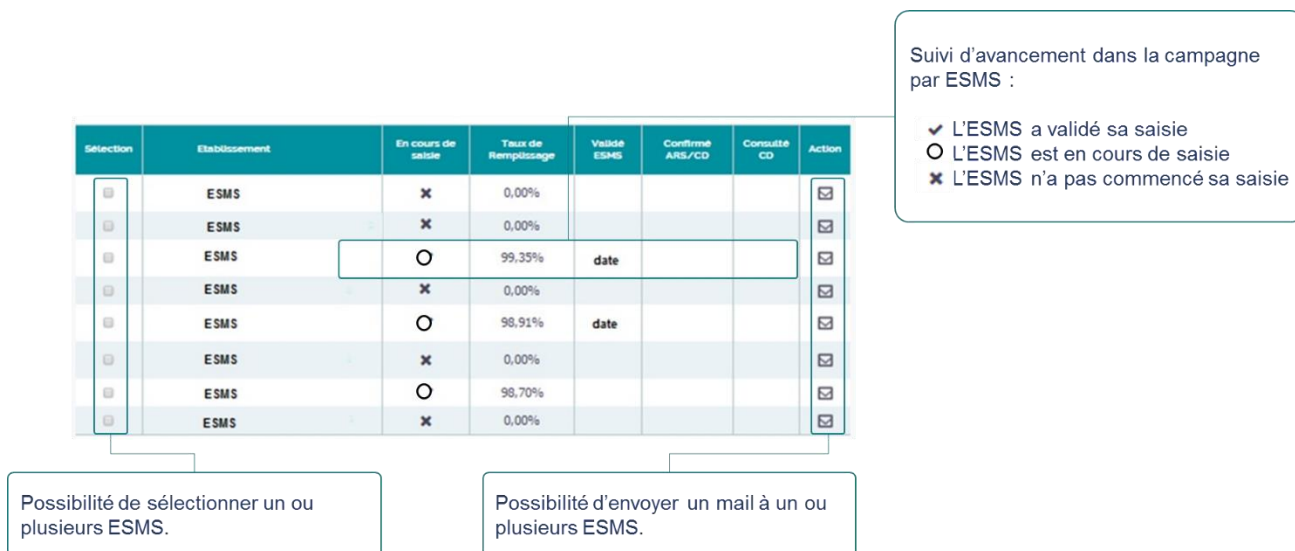 Suivi d'avancement dans la campagne
par ESMS :
✔ L'ESMS a validé sa saisie
O L'ESMS est en cours de saisie
✖ L'ESMS n'a pas commencé sa saisie
Sélection Etablissement En cours de saisie Taux de Remplissage Validé ESMS Confirmé ARS/CD Consulté CD Action
ESMS ✖ 0,00%
ESMS ✖ 0,00%
ESMS O 99,35% date
ESMS ✖ 0,00%
ESMS O 98,91% date
ESMS ✖ 0,00%
ESMS O 98,70%
ESMS ✖ 0,00%
Possibilité de sélectionner un ou
plusieurs ESMS.
Possibilité d'envoyer un mail à un ou
plusieurs ESMS.